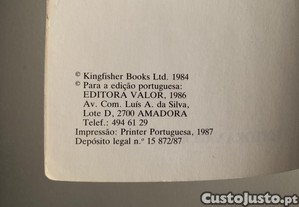 © Kingfisher Books Ltd. 1984
© Para a edição portuguesa:
EDITORA VALOR, 1986
Av. Com. Luís A. da Silva,
Lote D, 2700 AMADORA
Telef.: 494 61 29
Impressão: Printer Portuguesa, 1987
Depósito legal n.º 15 872/87
CustoJusto.pt